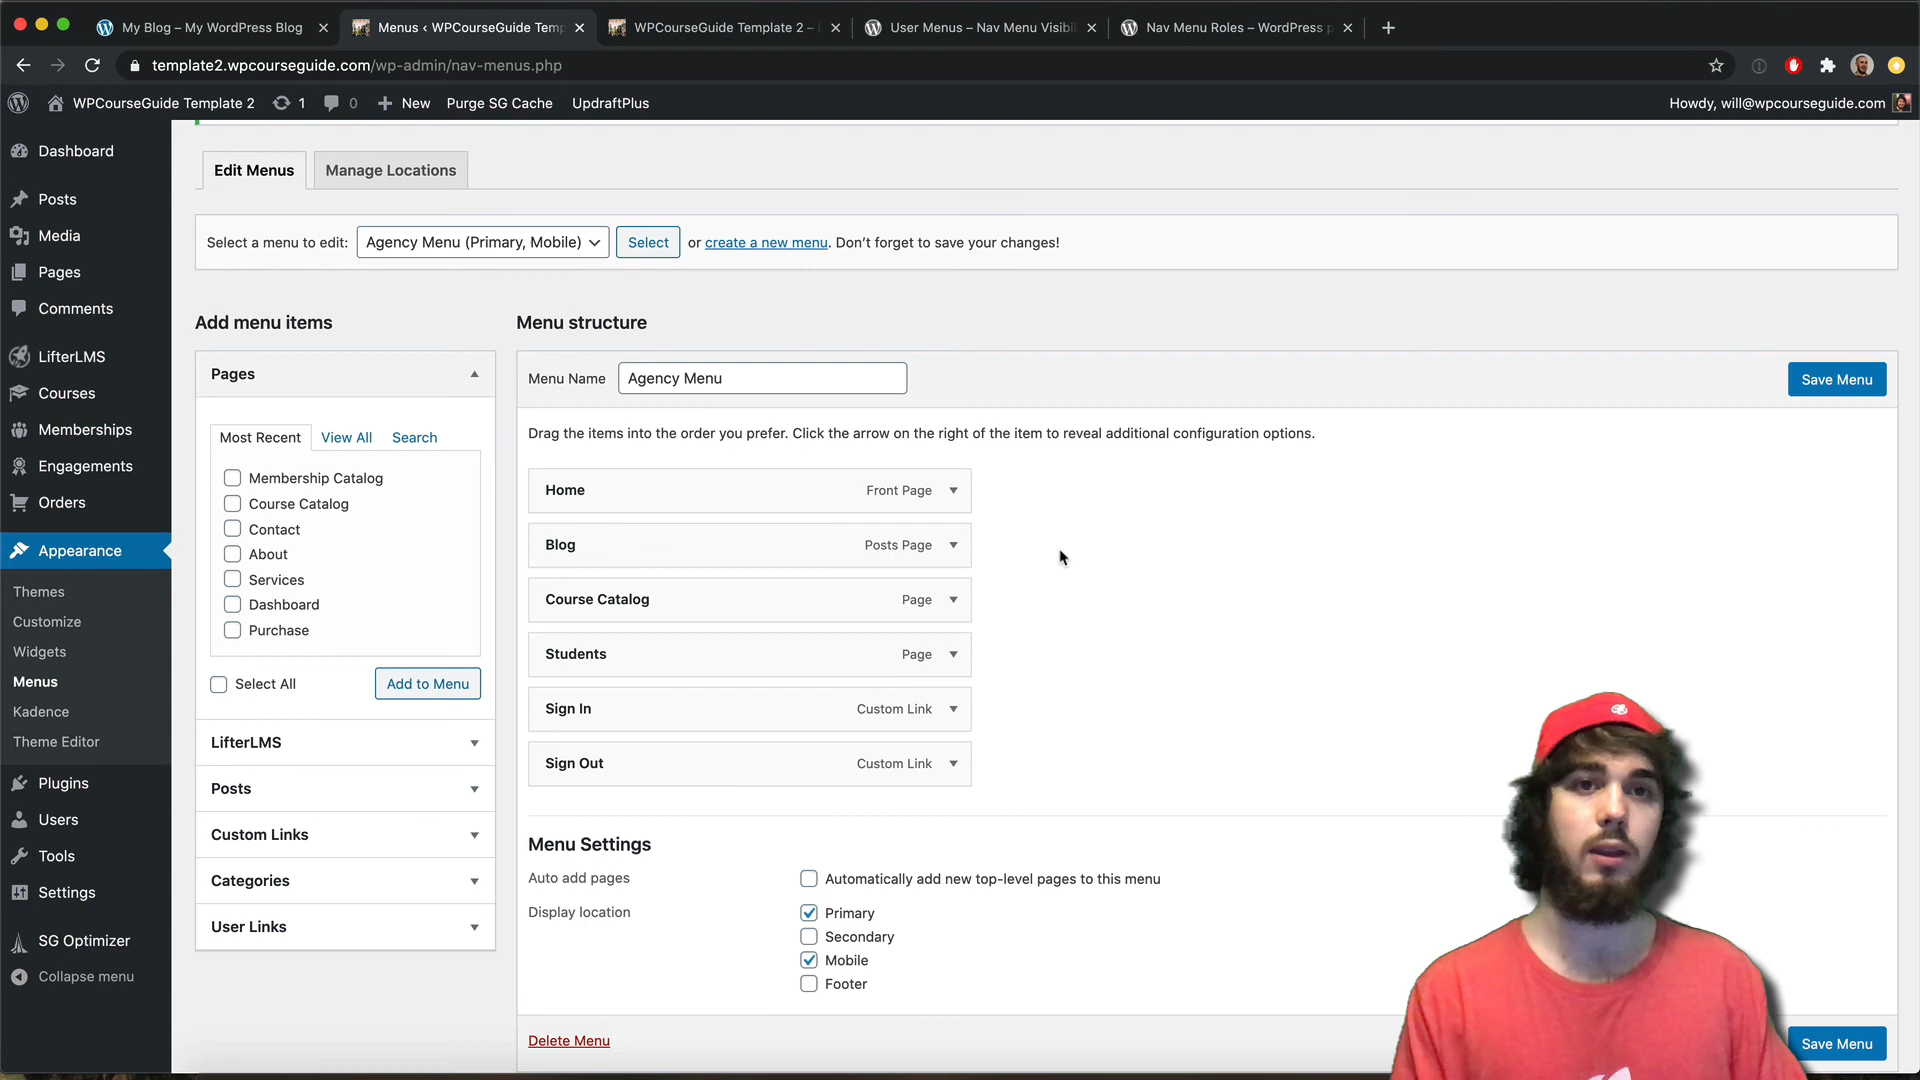 My Blog – My WordPress Blog
Menus ‹ WPCourseGuide Temp
WPCourseGuide Template 2 –
User Menus – Nav Menu Visibil
Nav Menu Roles – WordPress p
template2.wpcourseguide.com/wp-admin/nav-menus.php
WPCourseGuide Template 2
1
0
New
Purge SG Cache
UpdraftPlus
Howdy, will@wpcourseguide.com
Dashboard
Posts
Media
Pages
Comments
LifterLMS
Courses
Memberships
Engagements
Orders
Appearance
Themes
Customize
Widgets
Menus
Kadence
Theme Editor
Plugins
Users
Tools
Settings
SG Optimizer
Collapse menu
Edit Menus
Manage Locations
Select a menu to edit: Agency Menu (Primary, Mobile) Select or create a new menu. Don’t forget to save your changes!
Add menu items
Pages
Most Recent View All Search
Membership Catalog
Course Catalog
Contact
About
Services
Dashboard
Purchase
Select All Add to Menu
LifterLMS
Posts
Custom Links
Categories
User Links
Menu structure
Menu Name Agency Menu Save Menu
Drag the items into the order you prefer. Click the arrow on the right of the item to reveal additional configuration options.
Home Front Page
Blog Posts Page
Course Catalog Page
Students Page
Sign In Custom Link
Sign Out Custom Link
Menu Settings
Auto add pages Automatically add new top-level pages to this menu
Display location Primary
Secondary
Mobile
Footer
Delete Menu Save Menu